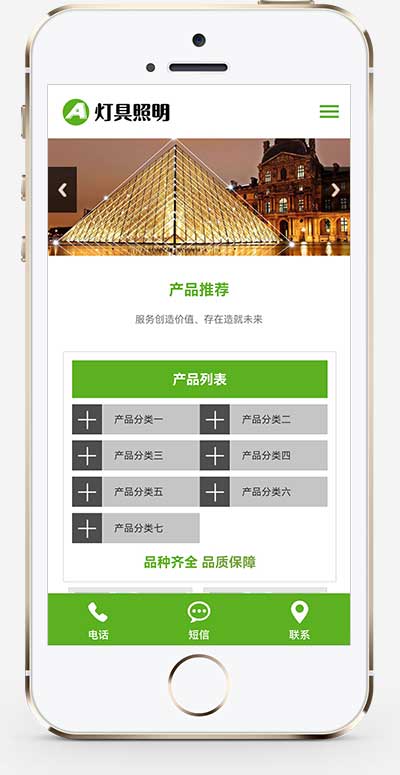 A 灯具照明
产品推荐
服务创造价值、存在造就未来
产品列表
产品分类一 产品分类二
产品分类三 产品分类四
产品分类五 产品分类六
产品分类七
品种齐全 品质保障
电话 短信 联系